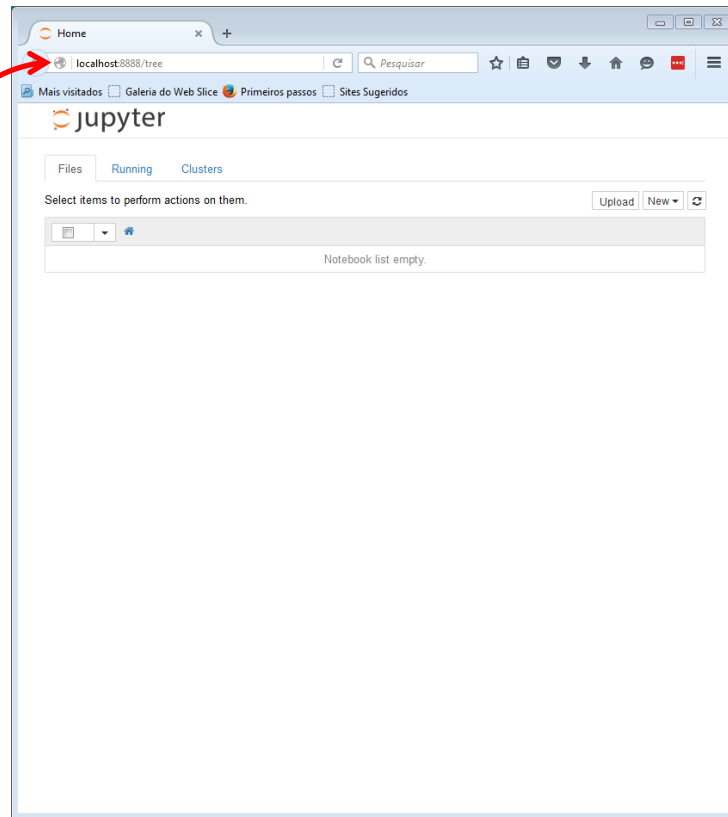 Home
localhost:8888/tree
Pesquisar
Mais visitados Galeria do Web Slice Primeiros passos Sites Sugeridos
jupyter
Files Running Clusters
Select items to perform actions on them.
Upload New
Notebook list empty.